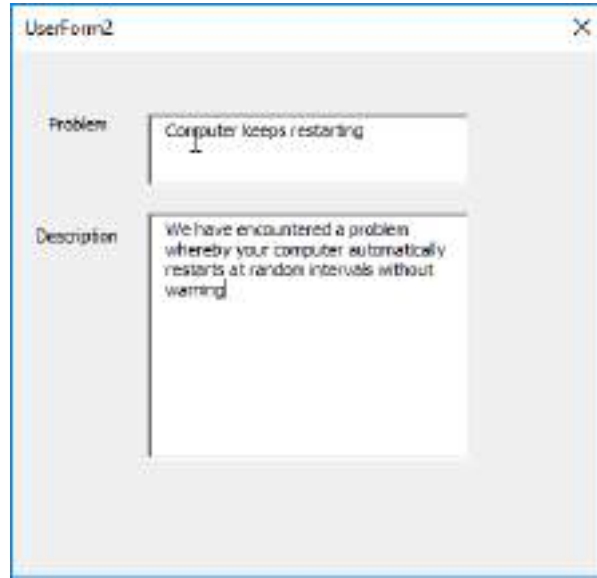 UserForm2
Problem
Computer keeps restarting
Description
We have encountered a problem
whereby your computer automatically
restarts at random intervals without
warning